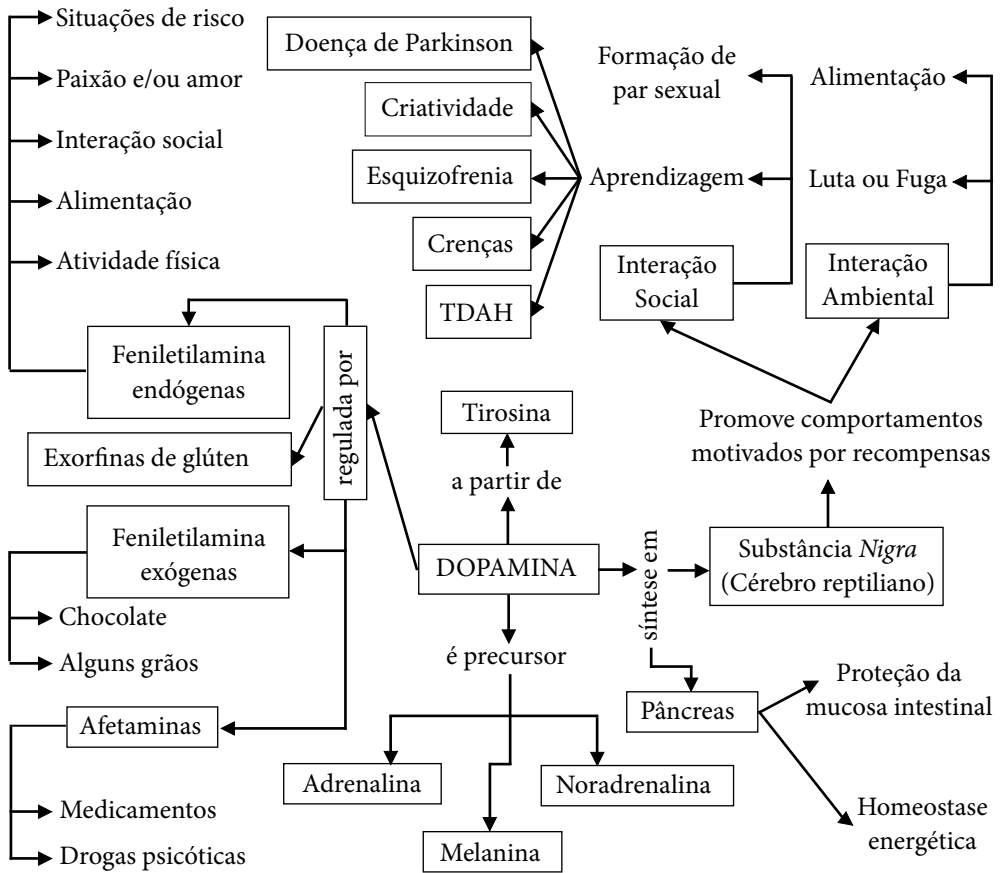 Situações de risco
Paixão e/ou amor
Interação social
Alimentação
Atividade física
Feniletilamina
endógenas
Exorfinas de glúten
Feniletilamina
exógenas
Chocolate
Alguns grãos
Afetaminas
Medicamentos
Drogas psicóticas
regulada por
Doença de Parkinson
Criatividade
Esquizofrenia
Crenças
TDAH
Formação de
par sexual
Aprendizagem
Interação
Social
Alimentação
Luta ou Fuga
Interação
Ambiental
Promove comportamentos
motivados por recompensas
Tirosina
a partir de
DOPAMINA
síntese em
Substância Nigra
(Cérebro reptiliano)
é precursor
Adrenalina
Melanina
Noradrenalina
Pâncreas
Proteção da
mucosa intestinal
Homeostase
energética